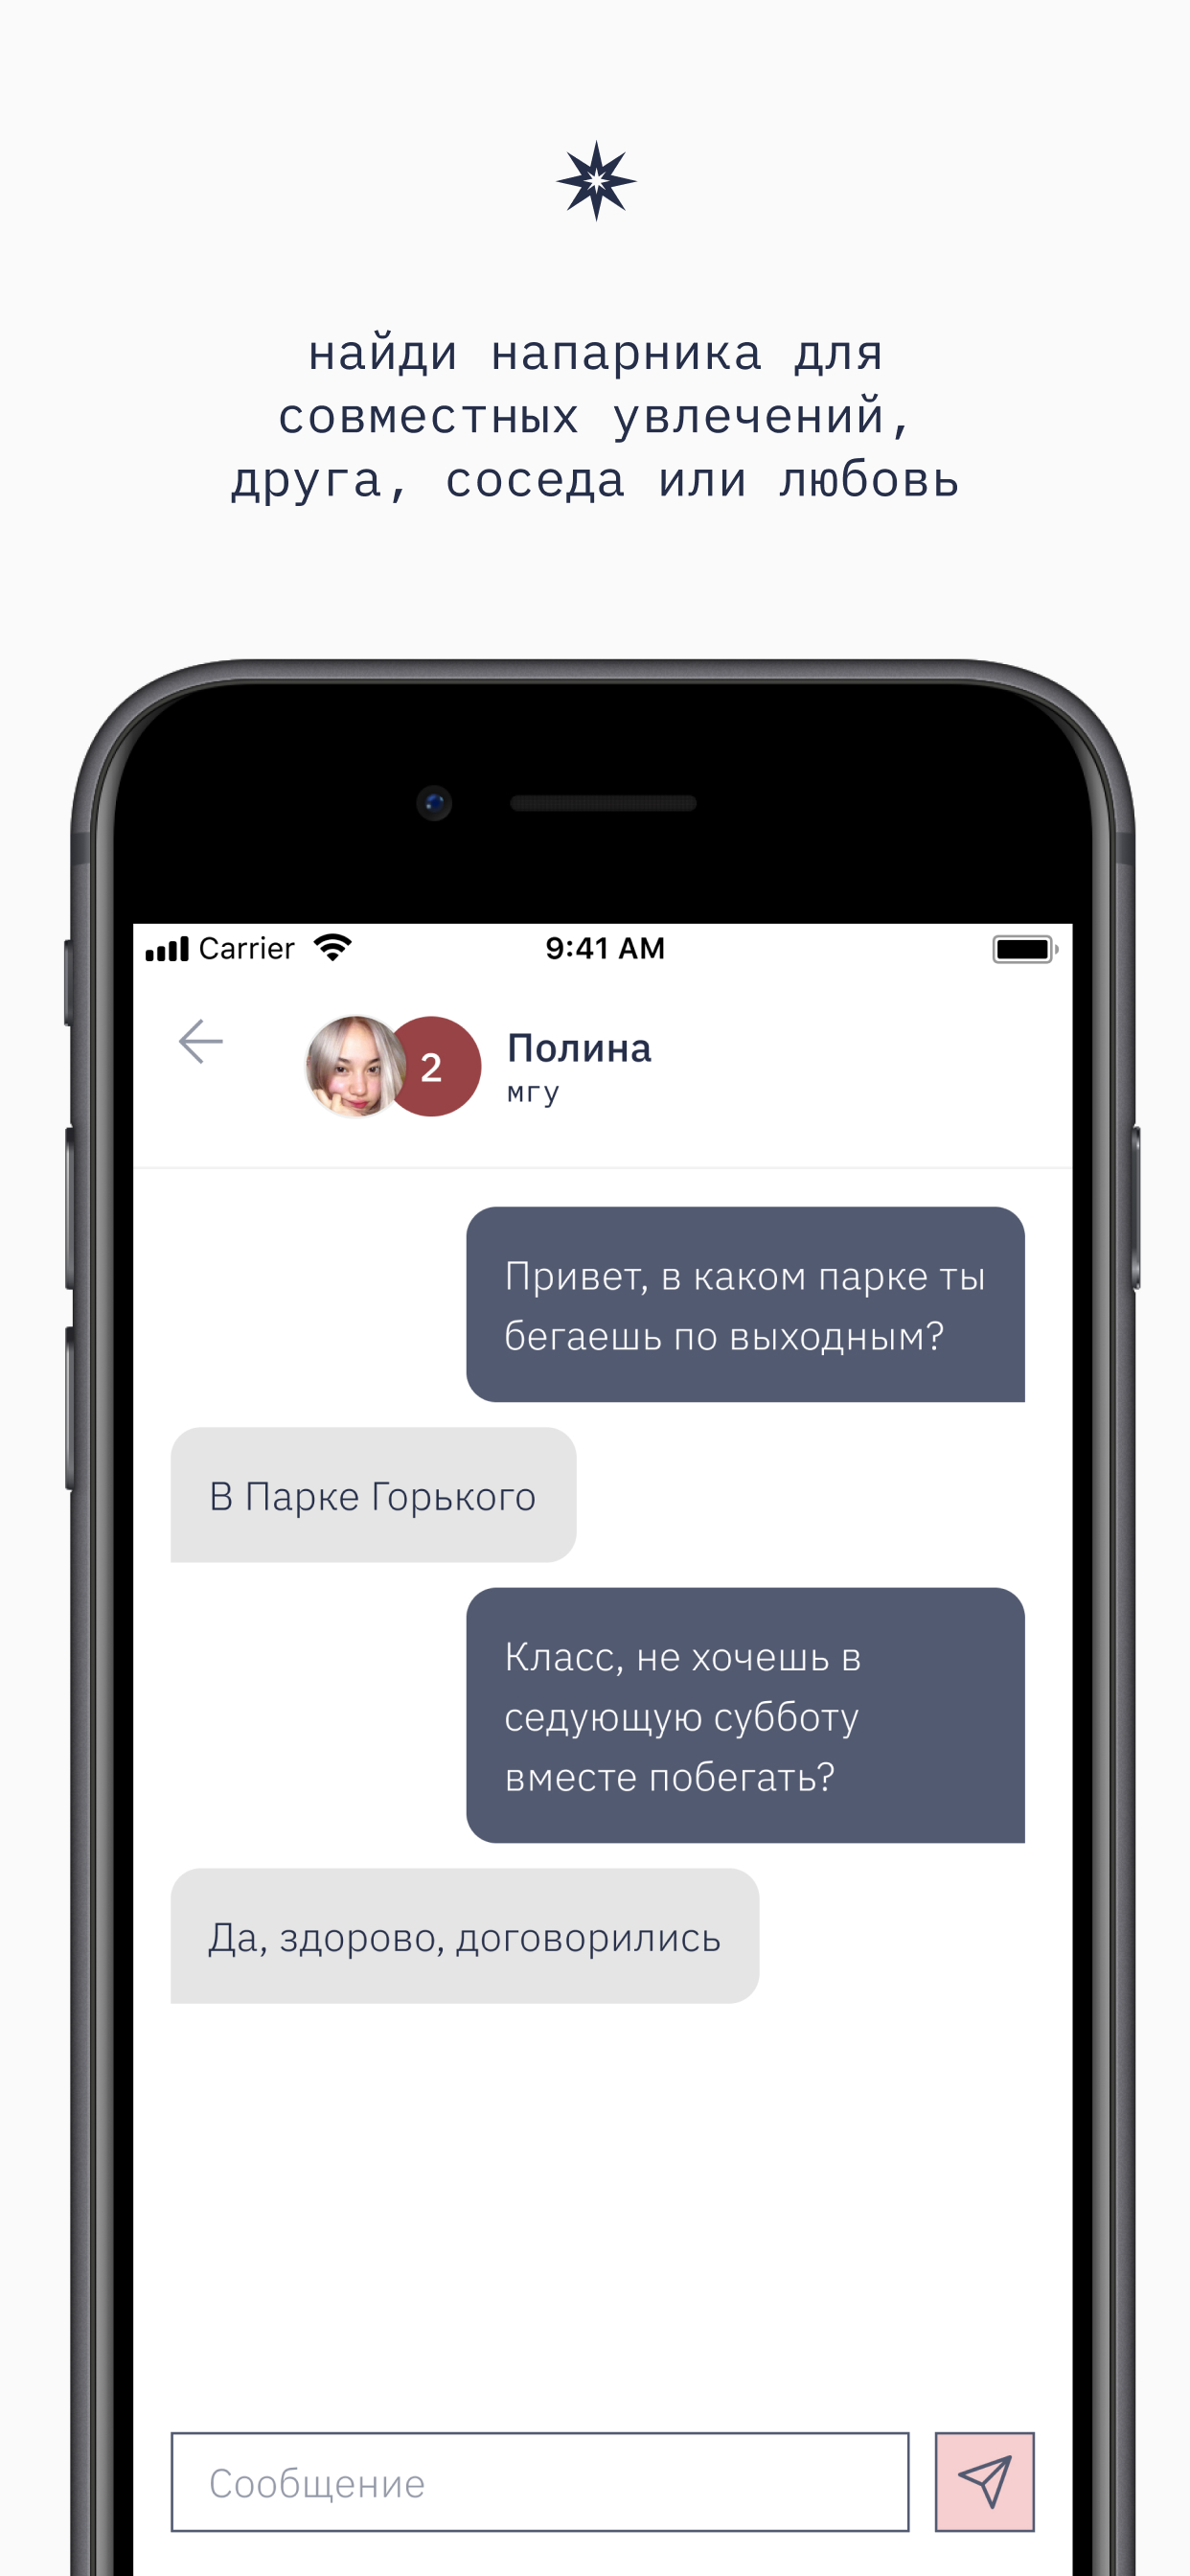 найди напарника для
совместных увлечений,
друга, соседа или любовь
Carrier 9:41 AM
2 Полина
мгу
Привет, в каком парке ты
бегаешь по выходным?
В Парке Горького
Класс, не хочешь в
седующую субботу
вместе побегать?
Да, здорово, договорились
Сообщение